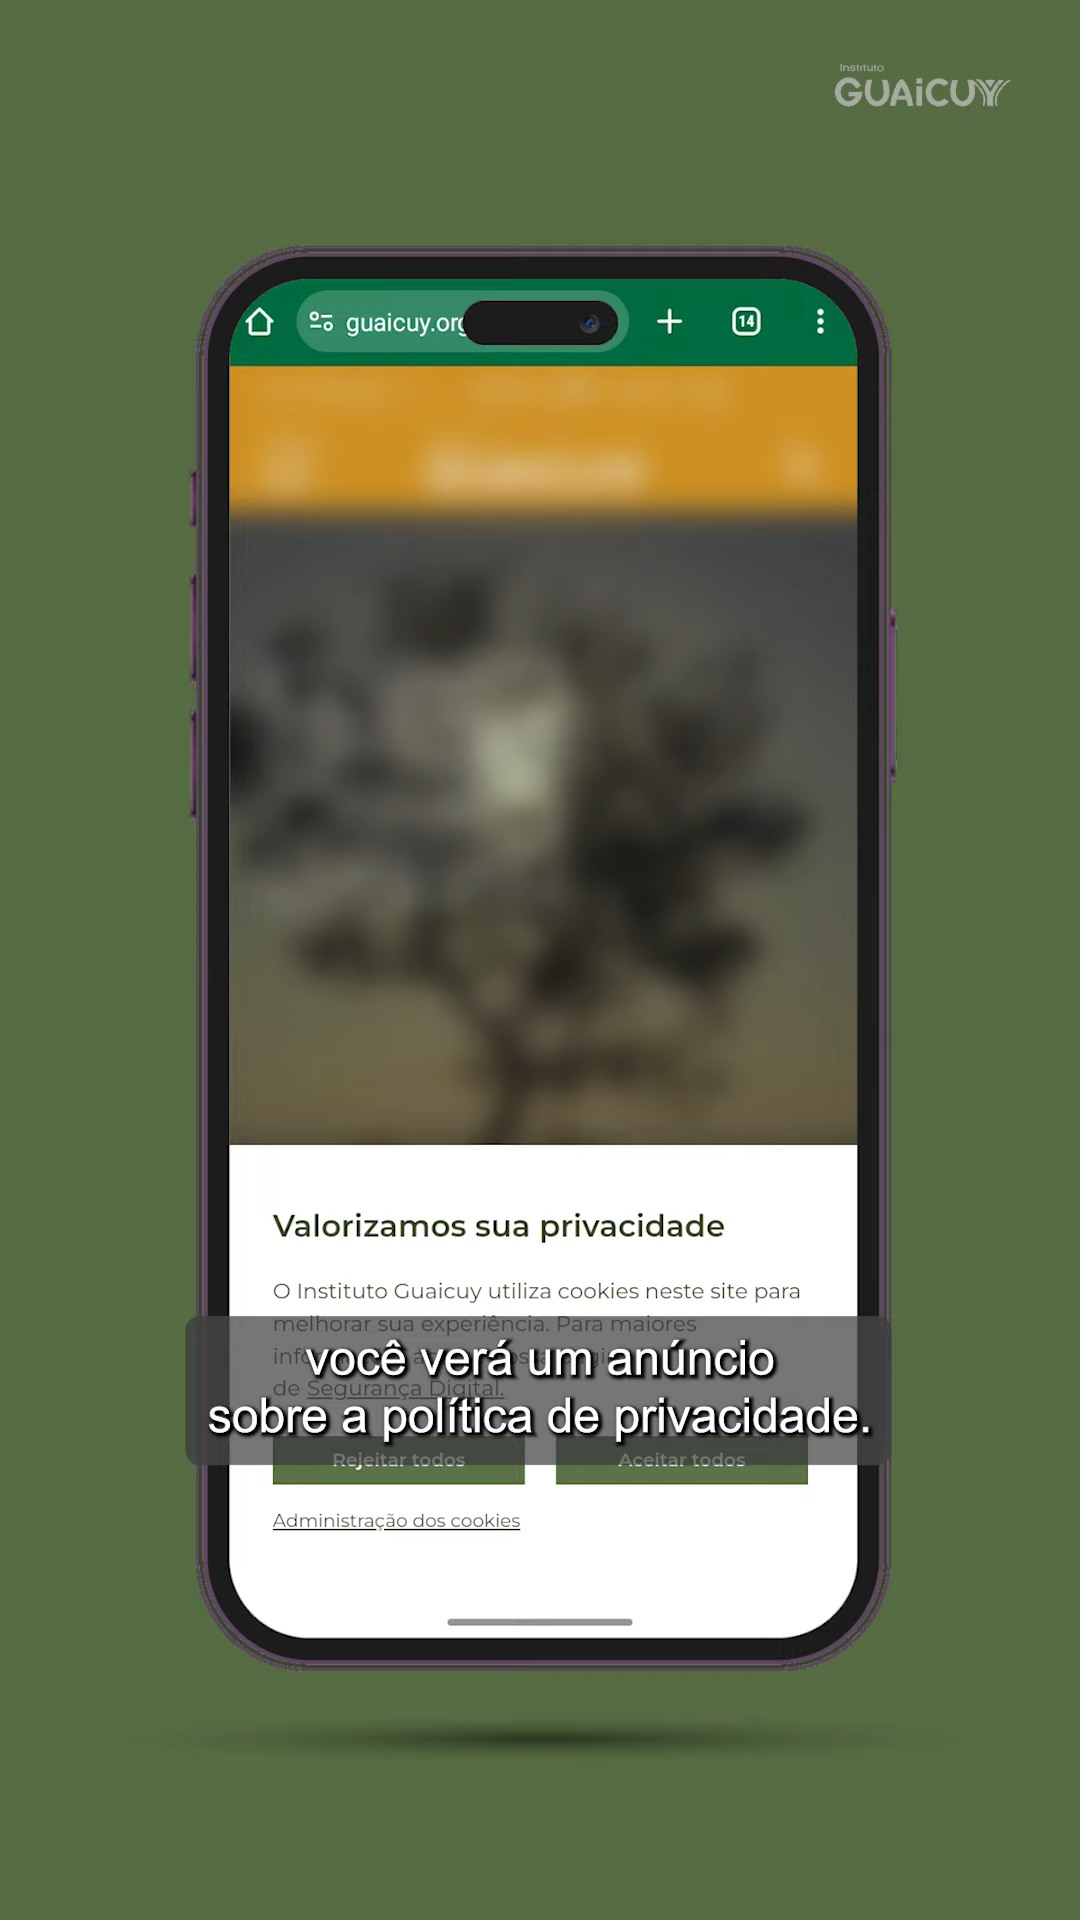 Instituto
GUAICUY
guaicuy.org
14
Guaicuy
Valorizamos sua privacidade
O Instituto Guaicuy utiliza cookies neste site para
melhorar sua experiência. Para maiores
de Segurança Digital.
você verá um anúncio
sobre a política de privacidade.
Rejeitar todos
Aceitar todos
Administração dos cookies